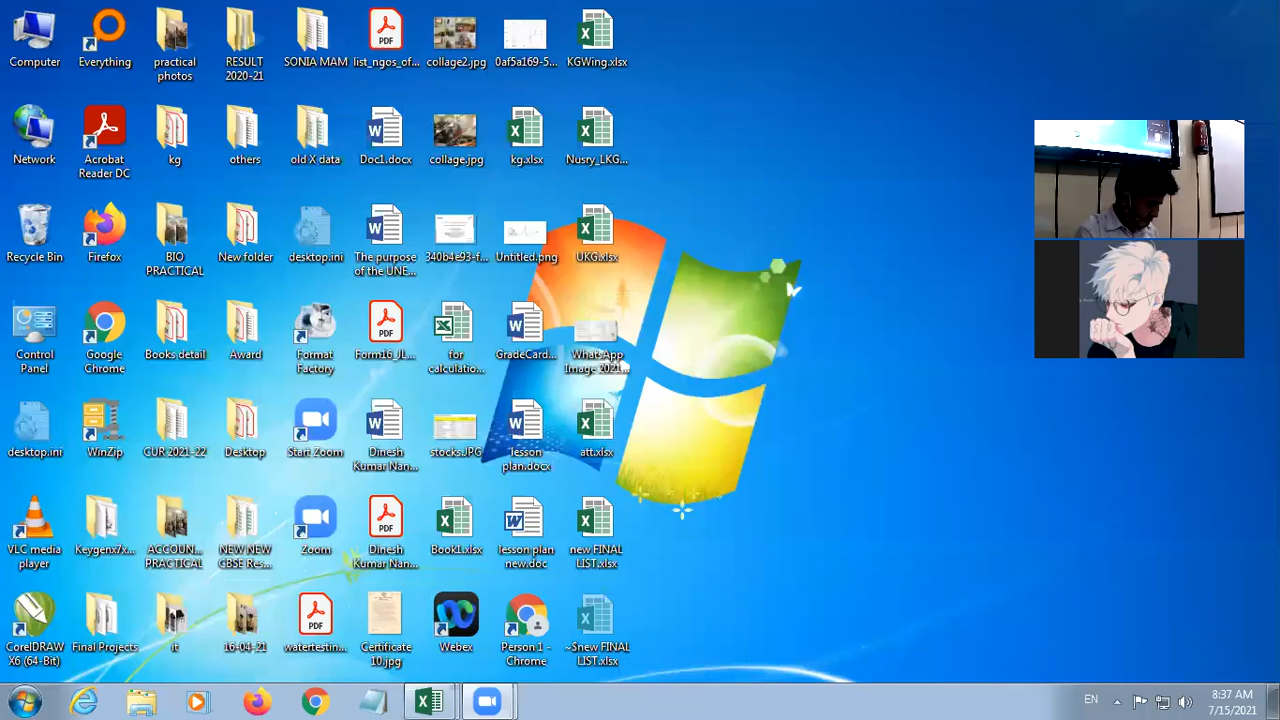 Computer
Everything
practical
photos
RESULT
2020-21
SONIA MAM
list_ngos_of...
collage2.jpg
0af5a169-5...
KGWing.xlsx
Network
Acrobat
Reader DC
kg
others
old X data
Doc1.docx
collage.jpg
kg.xlsx
Nusry_LKG...
Recycle Bin
Firefox
BIO
PRACTICAL
New folder
desktop.ini
The purpose
of the UNE...
340b4e93-f...
Untitled.png
UKG.xlsx
Control
Panel
Google
Chrome
Books detail
Award
Format
Factory
Form16_JL...
for
calculatio...
GradeCard...
WhatsApp
Image 2021...
desktop.ini
WinZip
CUR 2021-22
Desktop
Start Zoom
Dinesh
Kumar Nan...
stocks.JPG
lesson
plan.docx
att.xlsx
VLC media
player
Keygenx7/x...
ACCOUN...
PRACTICAL
NEW NEW
CBSE Res...
Zoom
Dinesh
Kumar Nan...
Book1.xlsx
lesson plan
new.doc
new FINAL
LIST.xlsx
CorelDRAW
X6 (64-Bit)
Final Projects
it
16-04-21
watertestin...
Certificate
10.jpg
Webex
Person 1 -
Chrome
~$new FINAL
LIST.xlsx
EN
8:37 AM
7/15/2021